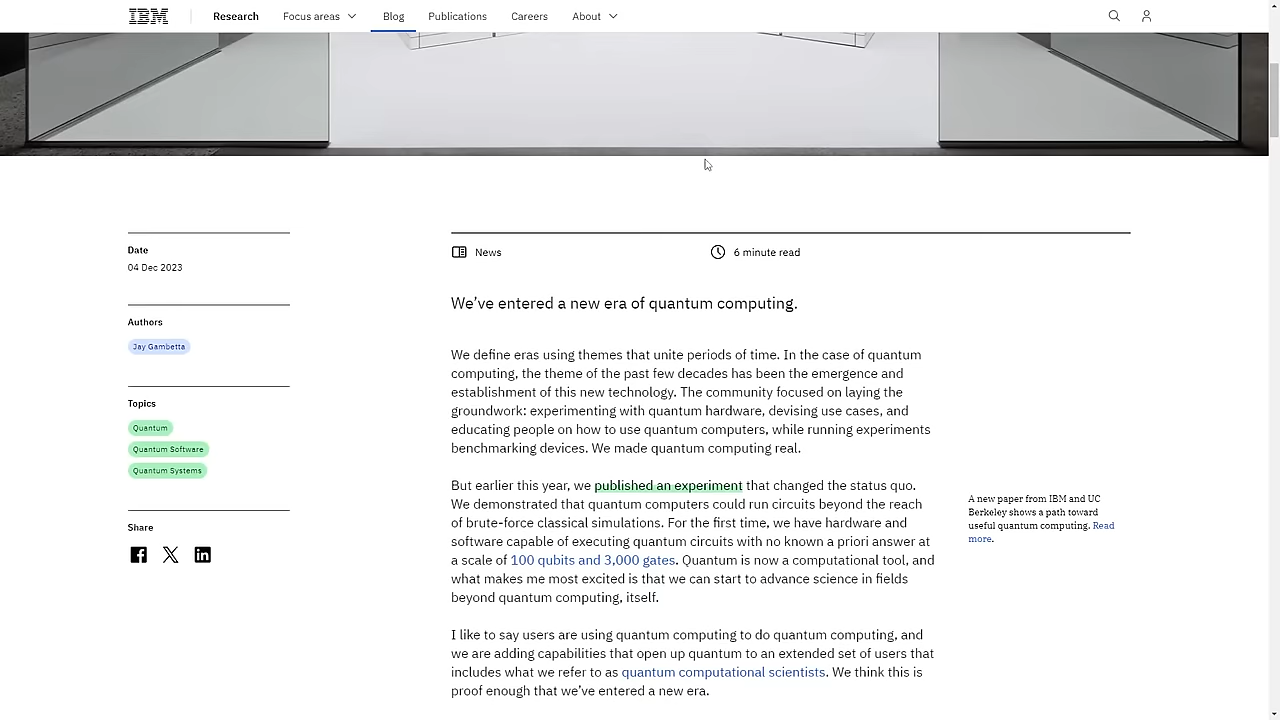 IBM
Research
Focus areas
Blog
Publications
Careers
About
Date
04 Dec 2023
Authors
Jay Gambetta
Topics
Quantum
Quantum Software
Quantum Systems
Share
News
6 minute read
We’ve entered a new era of quantum computing.
We define eras using themes that unite periods of time. In the case of quantum
computing, the theme of the past few decades has been the emergence and
establishment of this new technology. The community focused on laying the
groundwork: experimenting with quantum hardware, devising use cases, and
educating people on how to use quantum computers, while running experiments
benchmarking devices. We made quantum computing real.
But earlier this year, we published an experiment that changed the status quo.
We demonstrated that quantum computers could run circuits beyond the reach
of brute-force classical simulations. For the first time, we have hardware and
software capable of executing quantum circuits with no known a priori answer at
a scale of 100 qubits and 3,000 gates. Quantum is now a computational tool, and
what makes me most excited is that we can start to advance science in fields
beyond quantum computing, itself.
A new paper from IBM and UC
Berkeley shows a path toward
useful quantum computing. Read
more.
I like to say users are using quantum computing to do quantum computing, and
we are adding capabilities that open up quantum to an extended set of users that
includes what we refer to as quantum computational scientists. We think this is
proof enough that we’ve entered a new era.